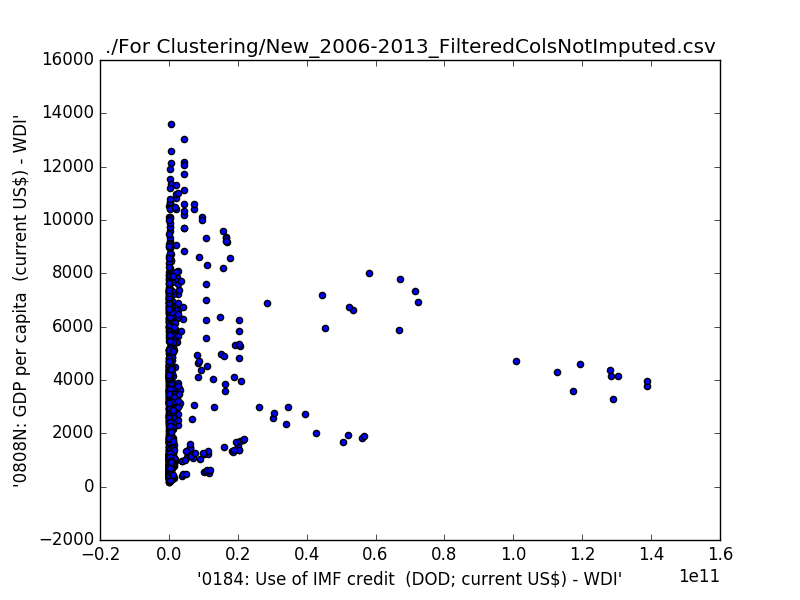 ./For Clustering/New_2006-2013_FilteredColsNotImputed.csv
16000
14000
12000
10000
8000
6000
4000
2000
0
−2000
'0808N: GDP per capita  (current US$) - WDI'
−0.2 0.0 0.2 0.4 0.6 0.8 1.0 1.2 1.4 1.6
1e11
'0184: Use of IMF credit  (DOD; current US$) - WDI'